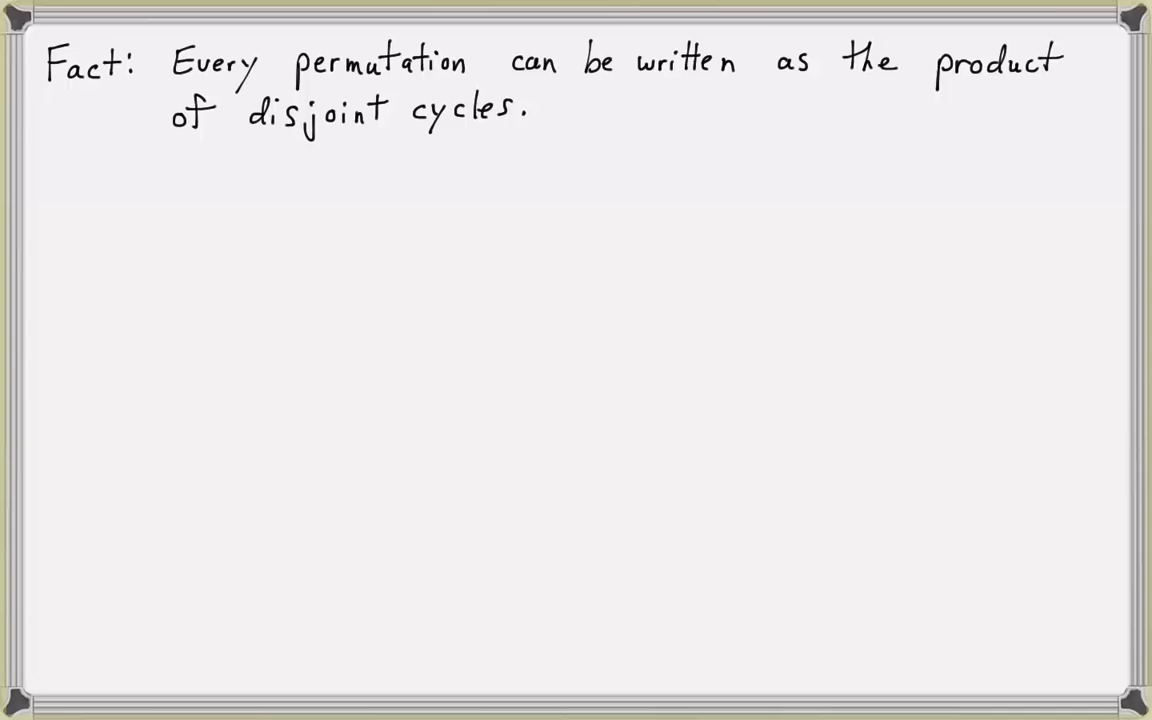 Fact: Every permutation can be written as the product
of disjoint cycles.